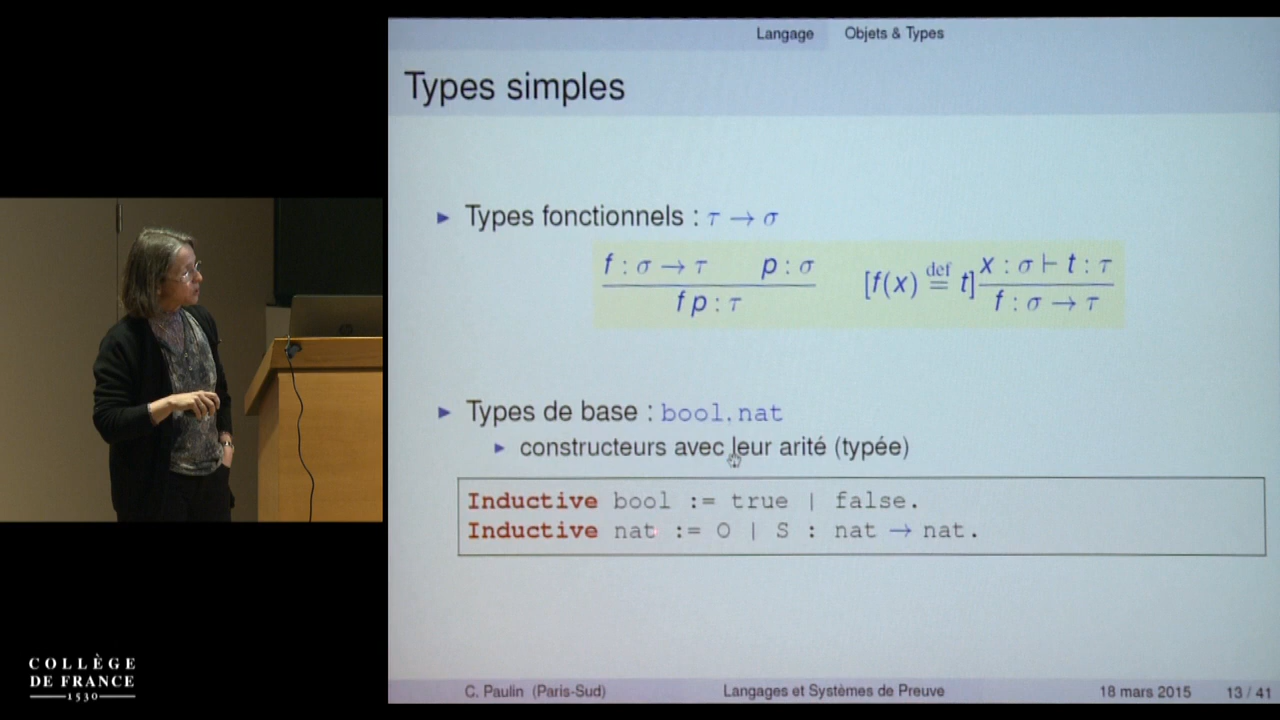 Langage Objets & Types
Types simples
▸ Types fonctionnels : τ → σ
f : σ → τ p : σ
f p : τ
[f(x) def= t] x : σ ⊢ t : τ
f : σ → τ
▸ Types de base : bool, nat
▸ constructeurs avec leur arité (typée)
Inductive bool := true | false.
Inductive nat := O | S : nat → nat.
C. Paulin (Paris-Sud) Langages et Systèmes de Preuve 18 mars 2015 13 / 41
COLLÈGE
DE FRANCE
1530